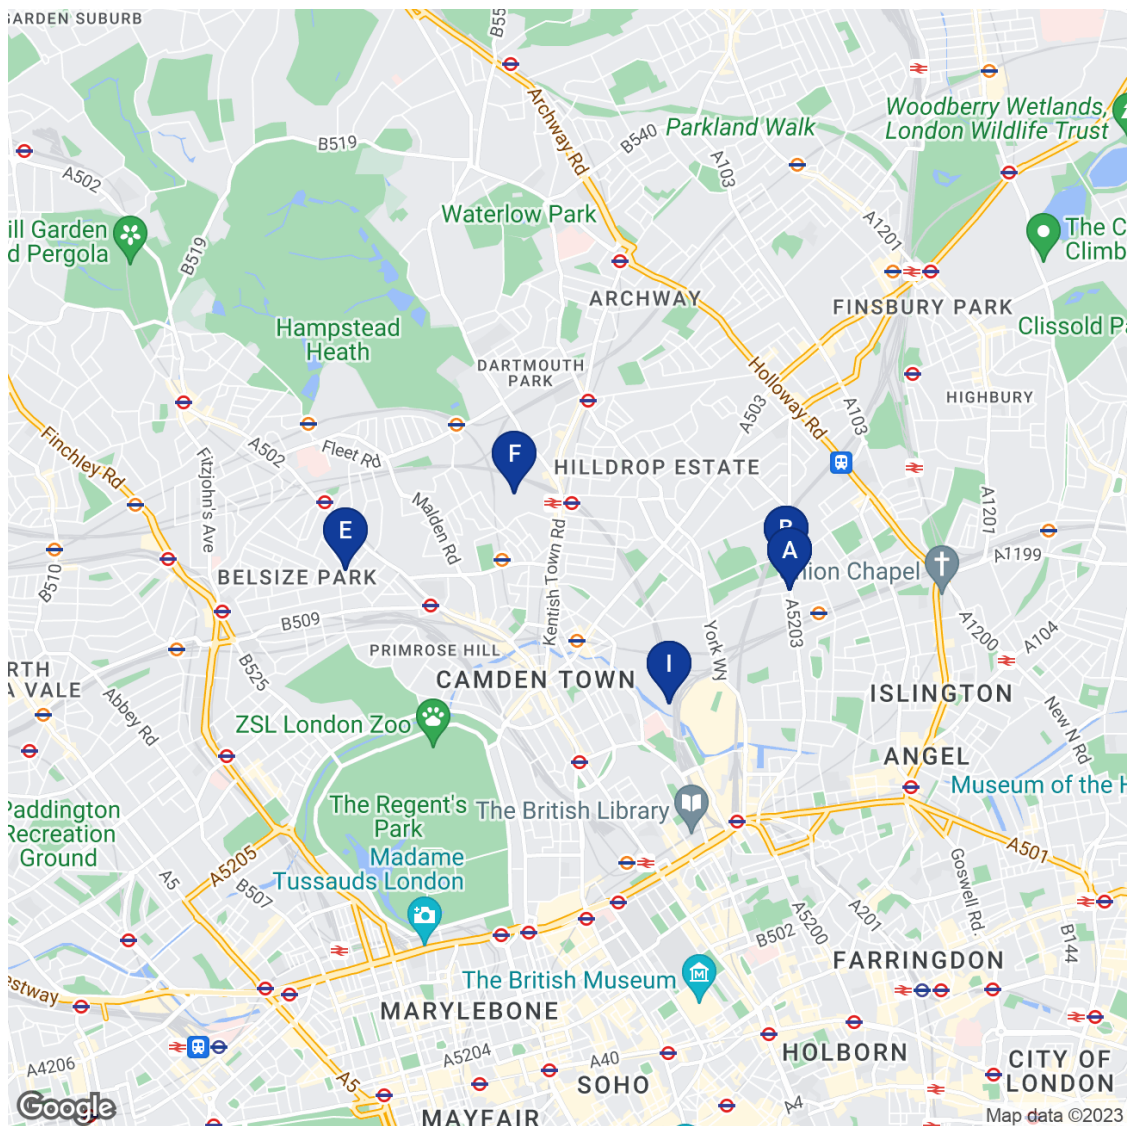 GARDEN SUBURB
B55
B519
Archway Rd
B540
Parkland Walk
A103
Woodberry Wetlands,
London Wildlife Trust
A502
Waterlow Park
A1201
ill Garden
d Pergola
B519
The C
Climb
ARCHWAY
FINSBURY PARK
Hampstead
Heath
Clissold Pa
DARTMOUTH
PARK
Holloway Rd
A503
A103
HIGHBURY
Finchley Rd
Fitzjohn's Ave
A502
Fleet Rd
F
HILLDROP ESTATE
Malden Rd
A1201
E
B
A
Union Chapel
A1199
B510
BELSIZE PARK
Kentish Town Rd
A5203
B509
York Wy
A1200
A104
PRIMROSE HILL
I
RTH
A VALE
B525
CAMDEN TOWN
ISLINGTON
Abbey Rd
ZSL London Zoo
New N Rd
ANGEL
Museum of the H
Paddington
Recreation
Ground
The Regent's
Park
The British Library
A5205
Madame
Tussauds London
A501
A5
B507
Goswell Rd.
A5200
A201
B502
B144
FARRINGDON
The British Museum
estway
MARYLEBONE
A4206
A5204
A40
HOLBORN
CITY OF
LONDON
A5
SOHO
A4
MAYFAIR
Google
Map data ©2023